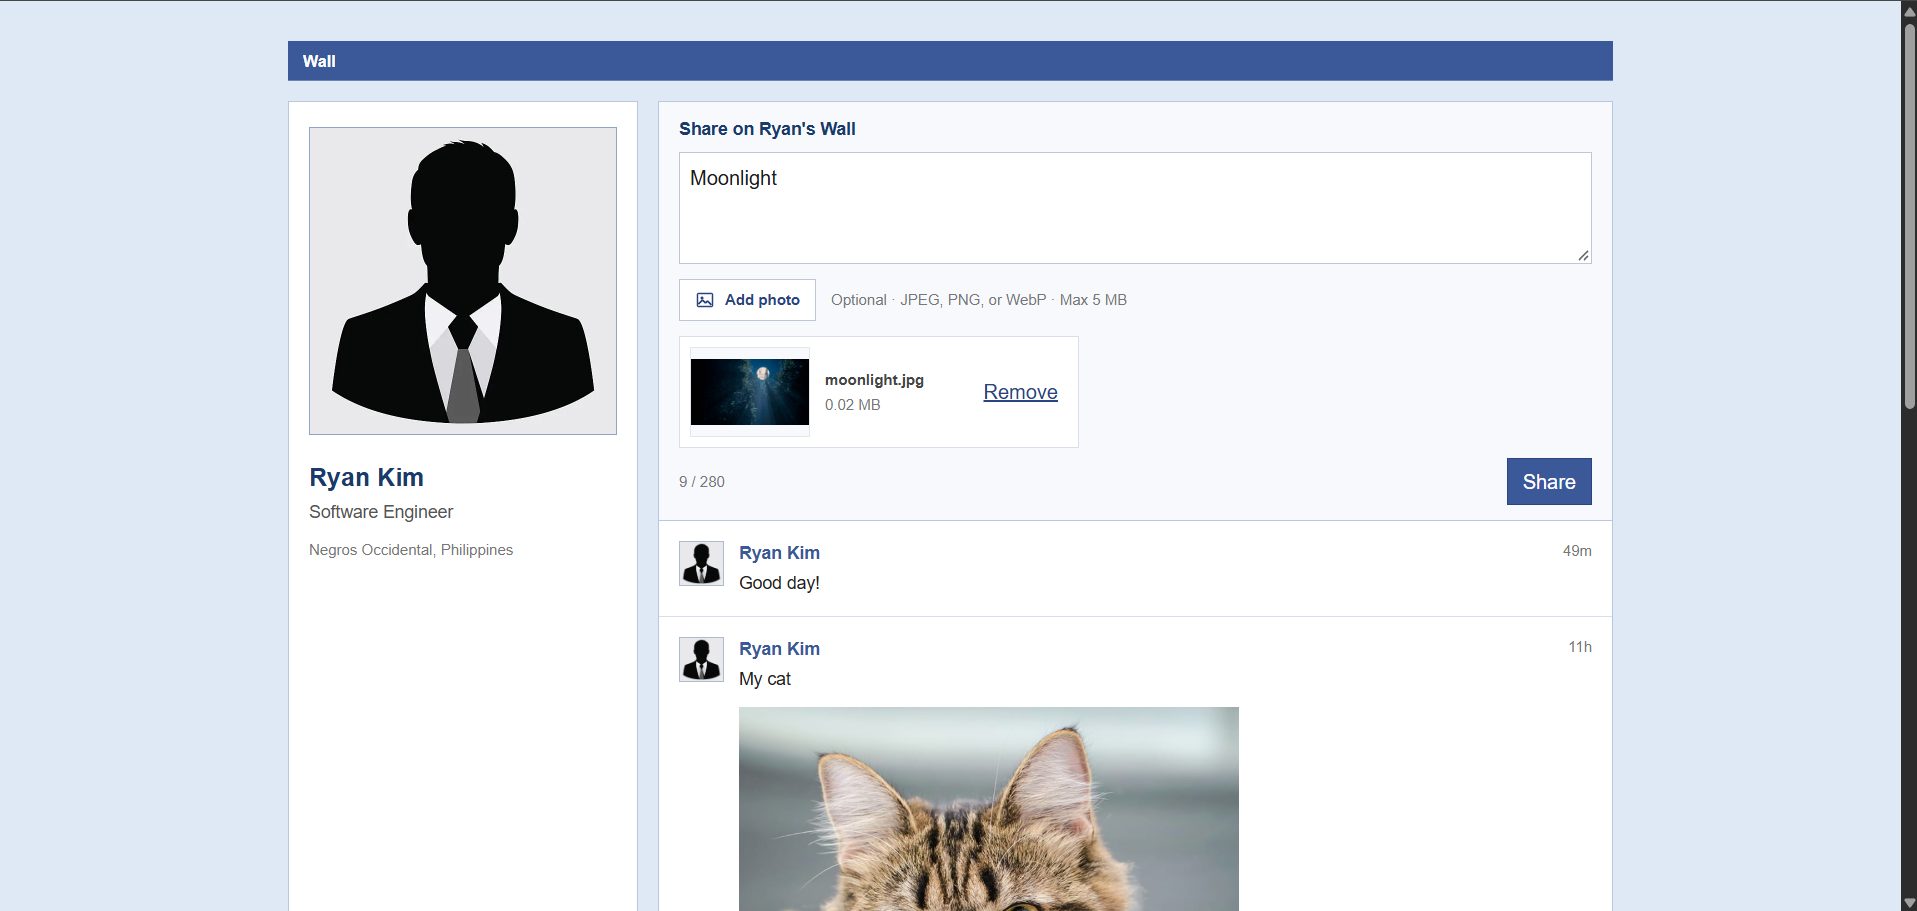 Wall
Ryan Kim
Software Engineer
Negros Occidental, Philippines
Share on Ryan's Wall
Moonlight
Add photo
Optional · JPEG, PNG, or WebP · Max 5 MB
moonlight.jpg
0.02 MB
Remove
9 / 280
Share
Ryan Kim
49m
Good day!
Ryan Kim
11h
My cat